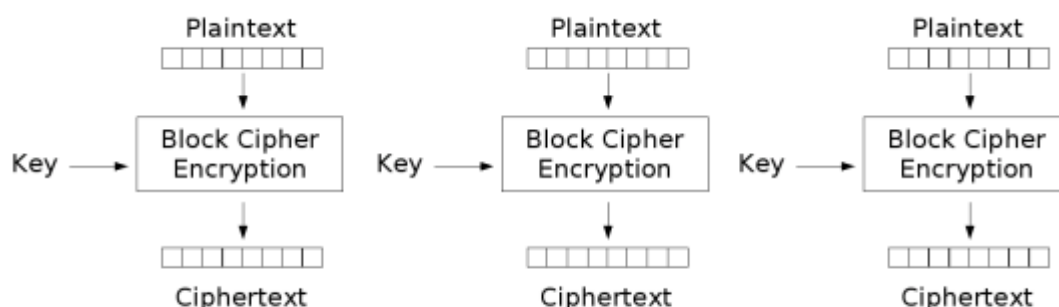 Plaintext Plaintext Plaintext
Key Block Cipher Encryption Key Block Cipher Encryption Key Block Cipher Encryption
Ciphertext Ciphertext Ciphertext